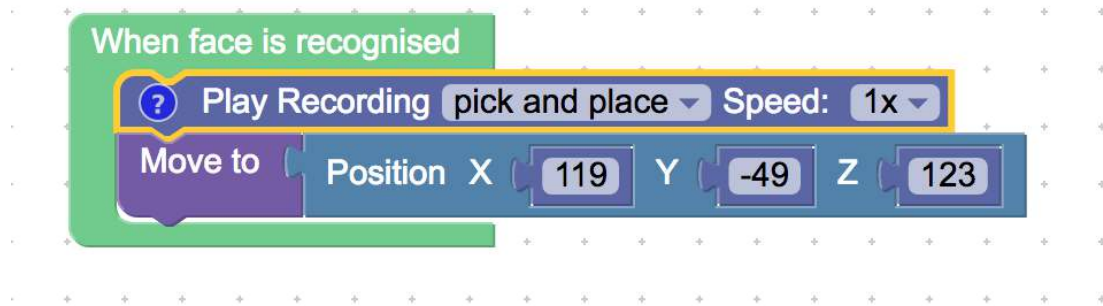 When face is recognised
? Play Recording pick and place Speed: 1x
Move to Position X 119 Y -49 Z 123